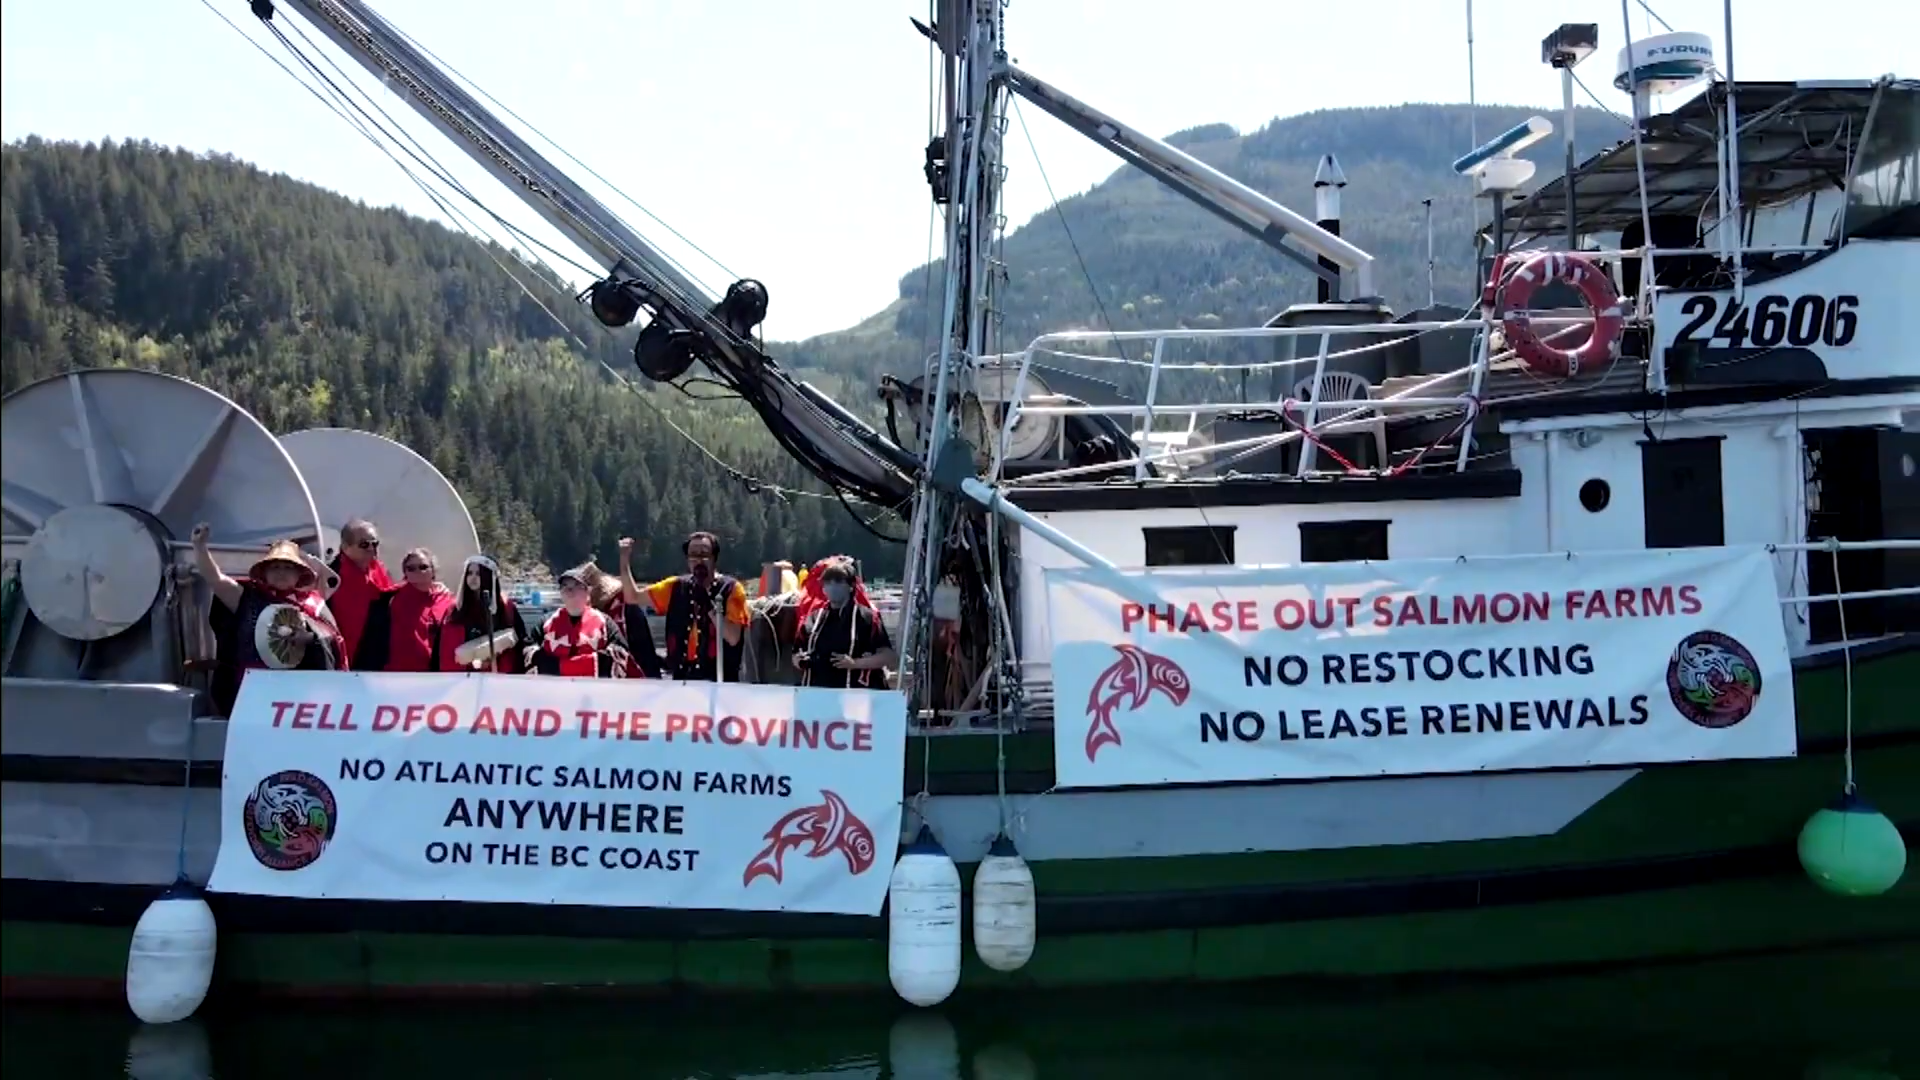 FURUNO
24606
TELL DFO AND THE PROVINCE
NO ATLANTIC SALMON FARMS
ANYWHERE
ON THE BC COAST
PHASE OUT SALMON FARMS
NO RESTOCKING
NO LEASE RENEWALS